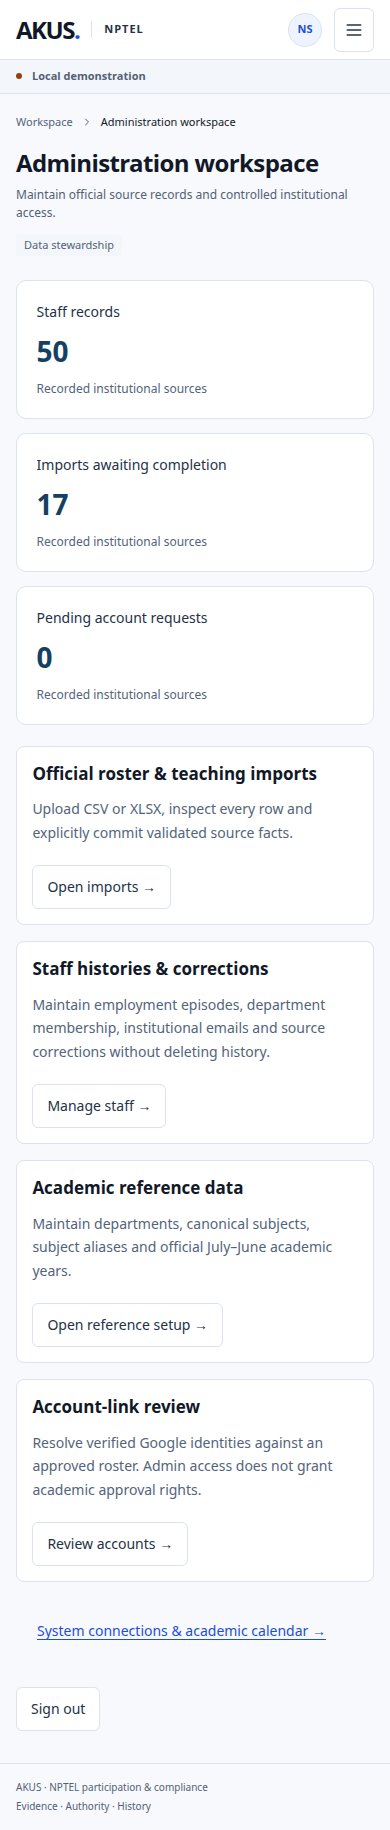 AKUS. NPTEL NS
Local demonstration
Workspace > Administration workspace
Administration workspace
Maintain official source records and controlled institutional
access.
Data stewardship
Staff records
50
Recorded institutional sources
Imports awaiting completion
17
Recorded institutional sources
Pending account requests
0
Recorded institutional sources
Official roster & teaching imports
Upload CSV or XLSX, inspect every row and
explicitly commit validated source facts.
Open imports →
Staff histories & corrections
Maintain employment episodes, department
membership, institutional emails and source
corrections without deleting history.
Manage staff →
Academic reference data
Maintain departments, canonical subjects,
subject aliases and official July–June academic
years.
Open reference setup →
Account-link review
Resolve verified Google identities against an
approved roster. Admin access does not grant
academic approval rights.
Review accounts →
System connections & academic calendar →
Sign out
AKUS · NPTEL participation & compliance
Evidence · Authority · History